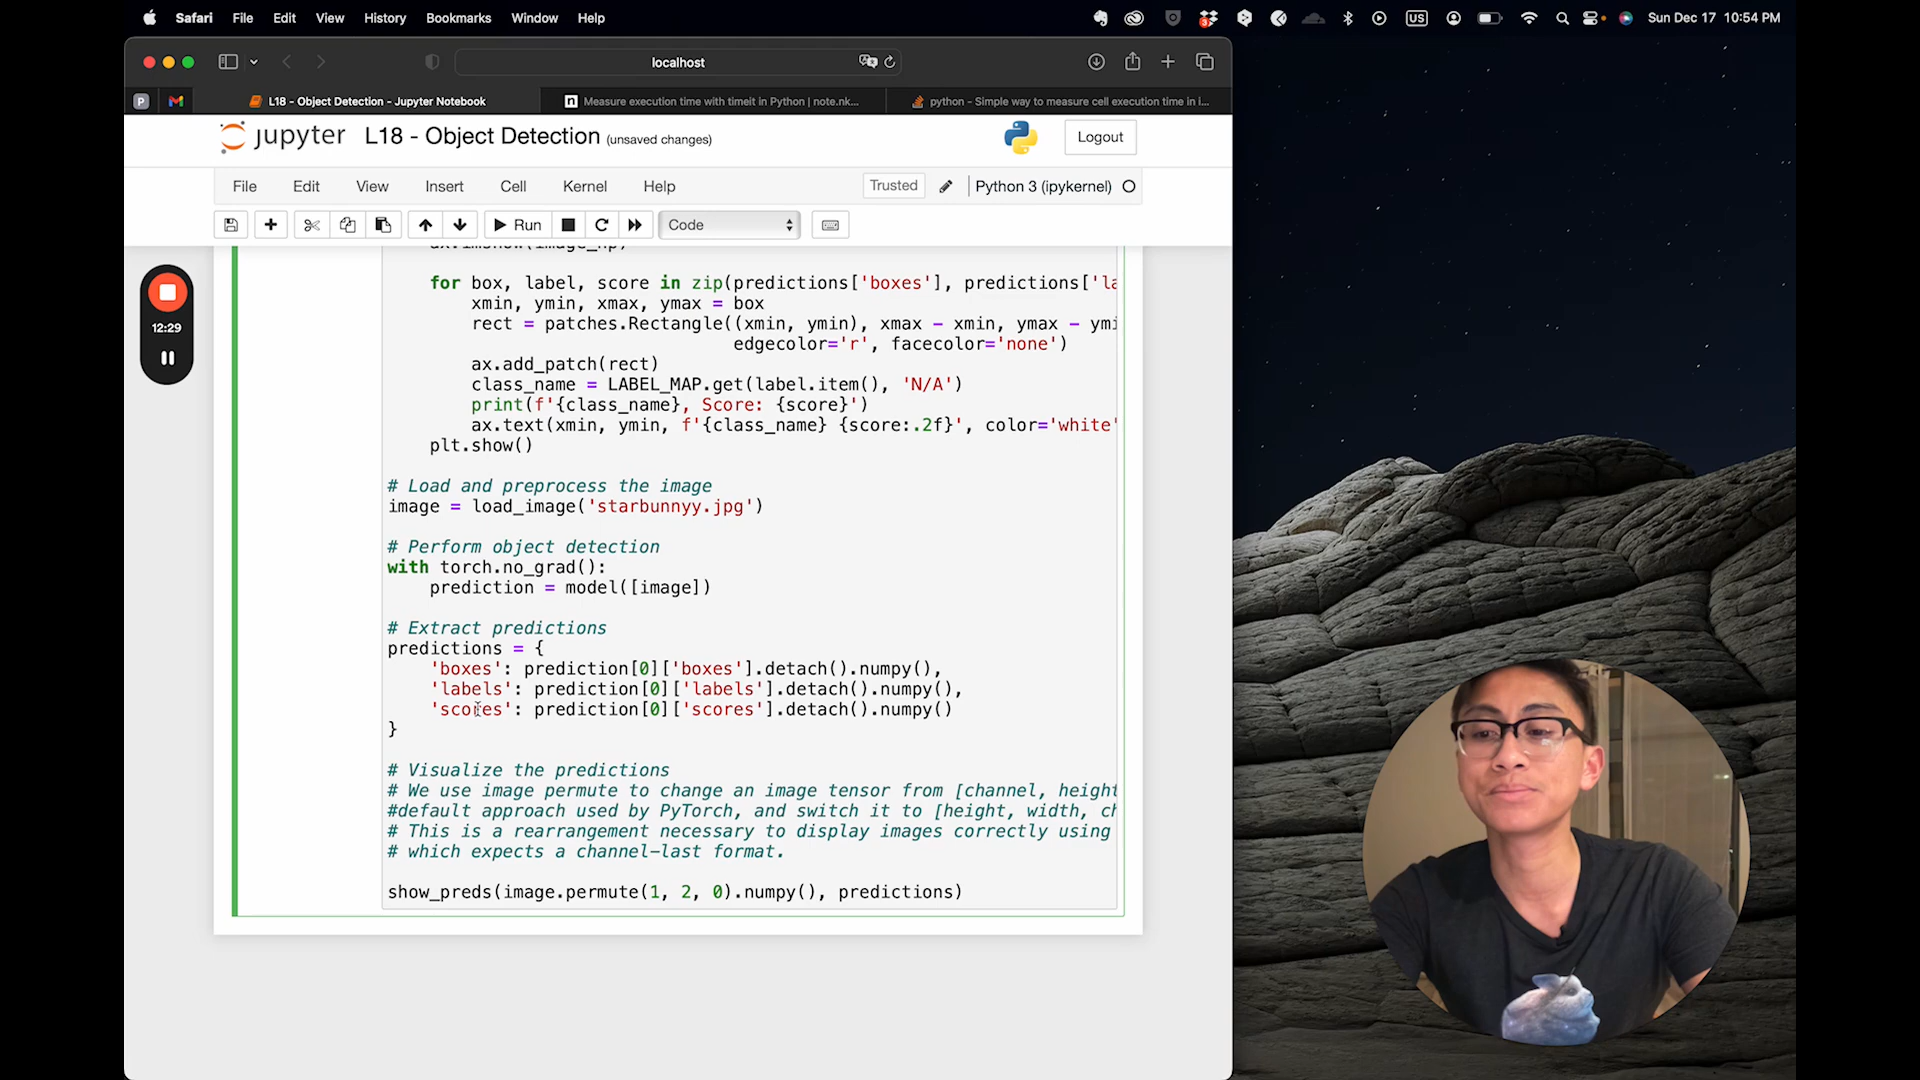 Safari File Edit View History Bookmarks Window Help
3
US
Sun Dec 17 10:54 PM
localhost
P
L18 - Object Detection - Jupyter Notebook
Measure execution time with timeit in Python | note.nk...
python - Simple way to measure cell execution time in i...
jupyter L18 - Object Detection (unsaved changes)
Logout
File Edit View Insert Cell Kernel Help
Trusted
Python 3 (ipykernel)
Run
Code
12:29
ax.imshow(image_np)
for box, label, score in zip(predictions['boxes'], predictions['la
xmin, ymin, xmax, ymax = box
rect = patches.Rectangle((xmin, ymin), xmax - xmin, ymax - ymi
edgecolor='r', facecolor='none')
ax.add_patch(rect)
class_name = LABEL_MAP.get(label.item(), 'N/A')
print(f'{class_name}, Score: {score}')
ax.text(xmin, ymin, f'{class_name} {score:.2f}', color='white'
plt.show()
# Load and preprocess the image
image = load_image('starbunnyy.jpg')
# Perform object detection
with torch.no_grad():
prediction = model([image])
# Extract predictions
predictions = {
'boxes': prediction[0]['boxes'].detach().numpy(),
'labels': prediction[0]['labels'].detach().numpy(),
'scores': prediction[0]['scores'].detach().numpy()
}
# Visualize the predictions
# We use image permute to change an image tensor from [channel, height
#default approach used by PyTorch, and switch it to [height, width, ch
# This is a rearrangement necessary to display images correctly using
# which expects a channel-last format.
show_preds(image.permute(1, 2, 0).numpy(), predictions)